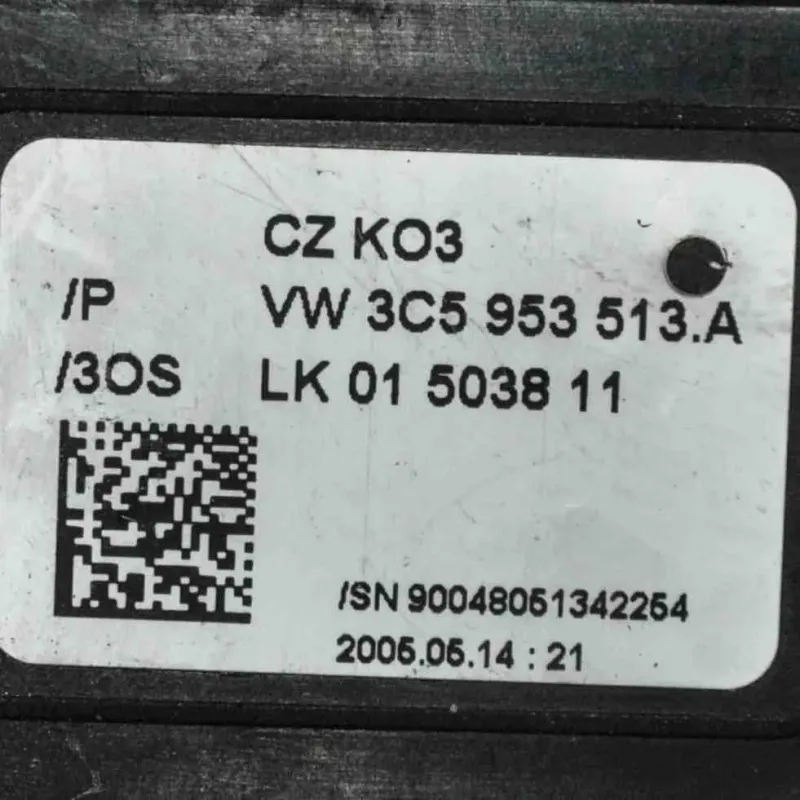 CZ KO3
/P VW 3C5 953 513.A
/3OS LK 01 5038 11
/SN 90048051342254
2005.05.14 : 21